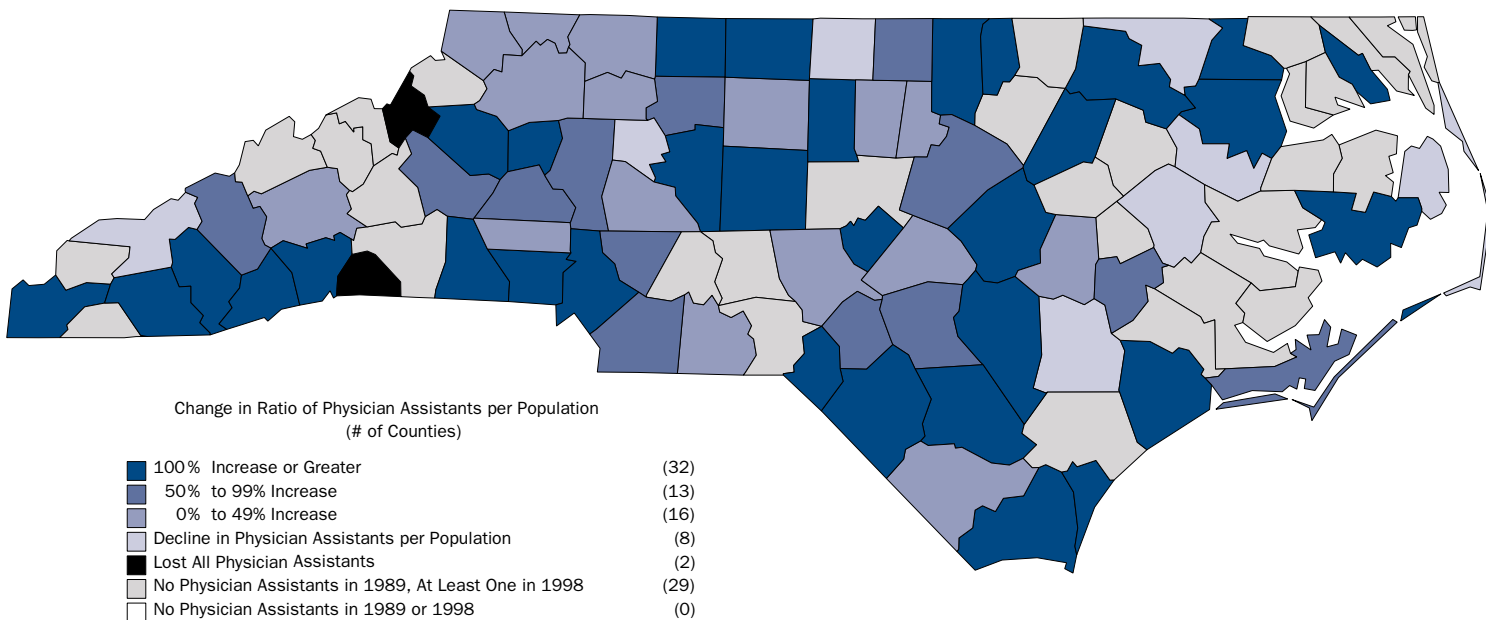 Change in Ratio of Physician Assistants per Population
(# of Counties)
100% Increase or Greater (32)
50% to 99% Increase (13)
0% to 49% Increase (16)
Decline in Physician Assistants per Population (8)
Lost All Physician Assistants (2)
No Physician Assistants in 1989, At Least One in 1998 (29)
No Physician Assistants in 1989 or 1998 (0)